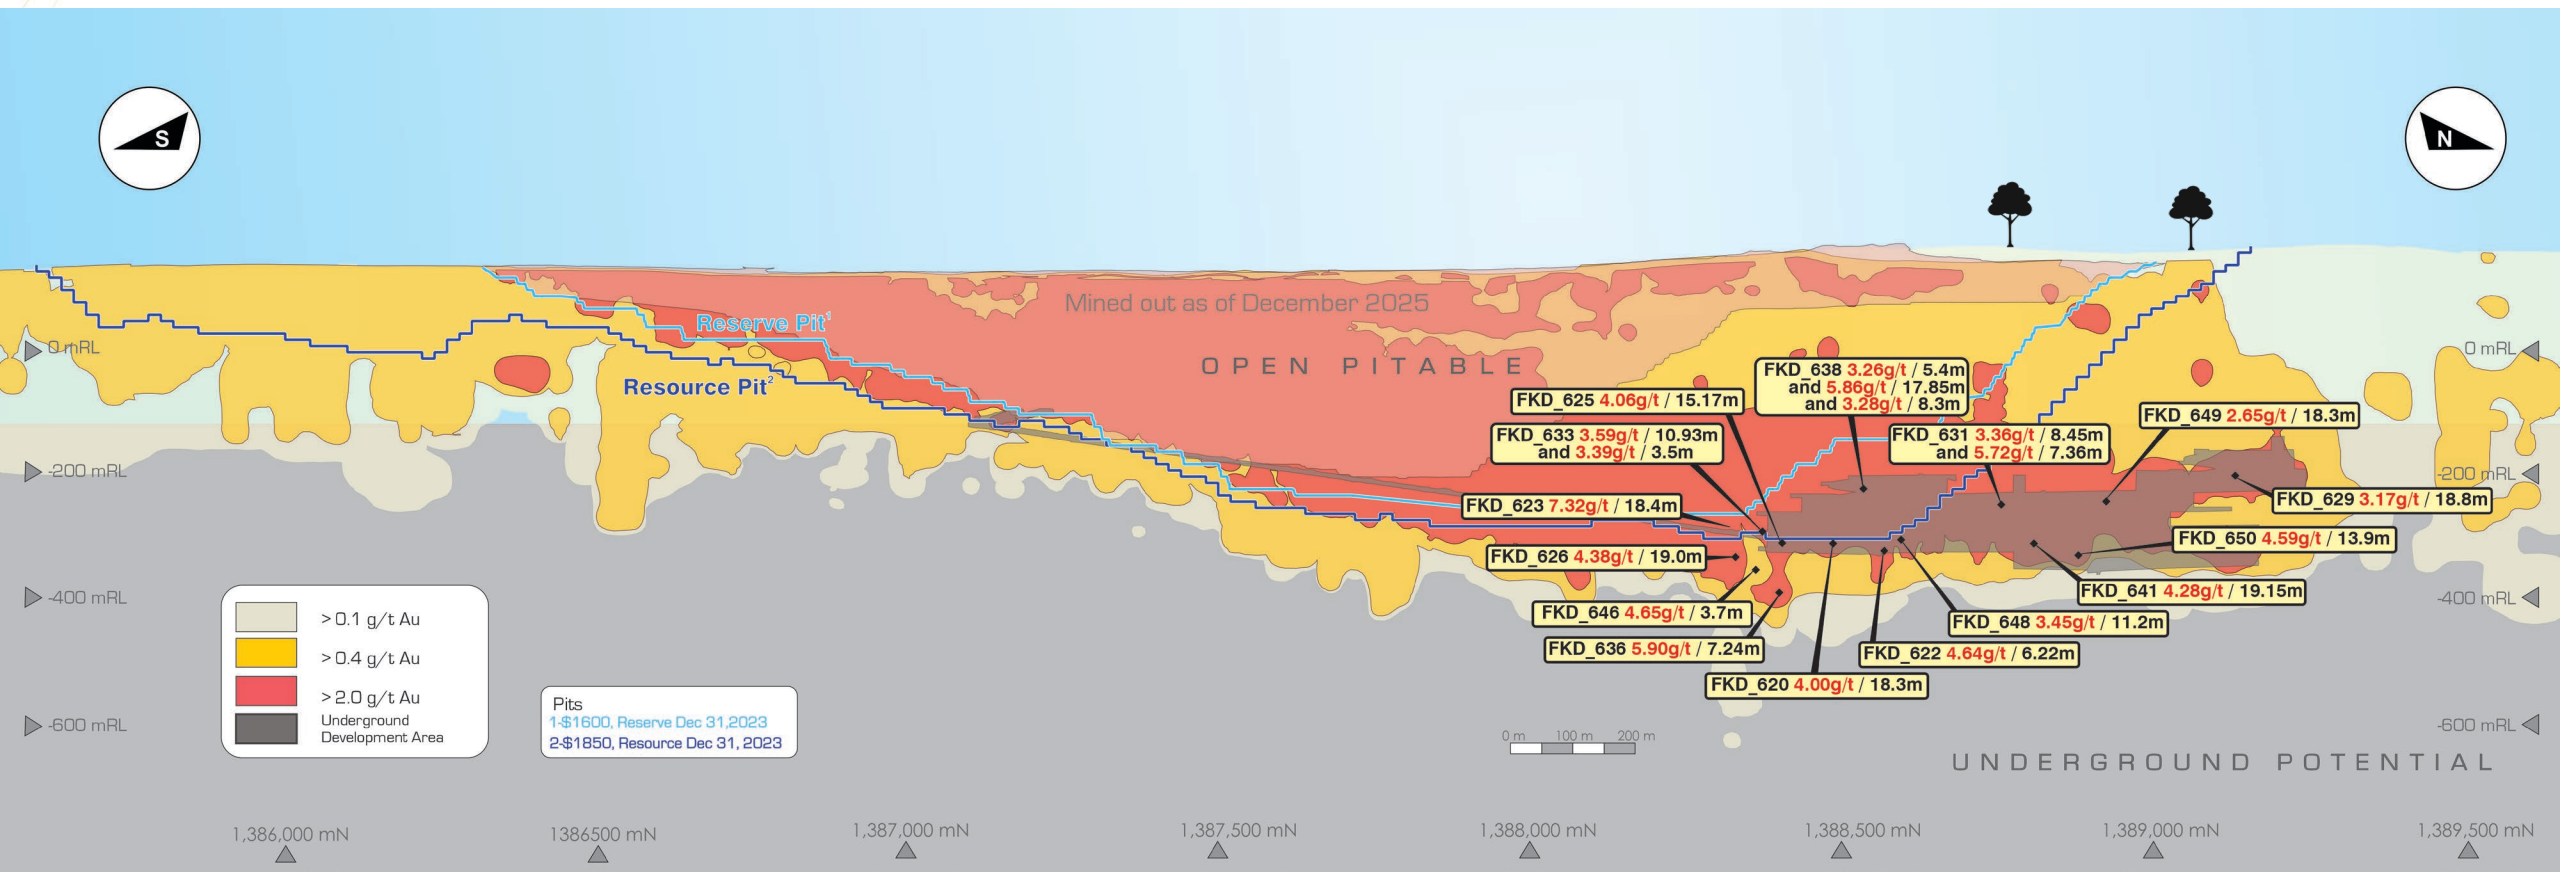 S
N
Mined out as of December 2025
Reserve Pit¹
OPEN PITABLE
Resource Pit²
0 mRL
-200 mRL
-400 mRL
-600 mRL
0 mRL
-200 mRL
-400 mRL
-600 mRL
FKD_638 3.26g/t / 5.4m
and 5.86g/t / 17.85m
and 3.28g/t / 8.3m
FKD_625 4.06g/t / 15.17m
FKD_633 3.59g/t / 10.93m
and 3.39g/t / 3.5m
FKD_631 3.36g/t / 8.45m
and 5.72g/t / 7.36m
FKD_649 2.65g/t / 18.3m
FKD_623 7.32g/t / 18.4m
FKD_629 3.17g/t / 18.8m
FKD_626 4.38g/t / 19.0m
FKD_650 4.59g/t / 13.9m
FKD_641 4.28g/t / 19.15m
FKD_646 4.65g/t / 3.7m
FKD_648 3.45g/t / 11.2m
FKD_636 5.90g/t / 7.24m
FKD_622 4.64g/t / 6.22m
FKD_620 4.00g/t / 18.3m
>0.1 g/t Au
>0.4 g/t Au
>2.0 g/t Au
Underground
Development Area
Pits
1-$1600, Reserve Dec 31,2023
2-$1850, Resource Dec 31, 2023
0 m 100 m 200 m
UNDERGROUND POTENTIAL
1,386,000 mN
1386500 mN
1,387,000 mN
1,387,500 mN
1,388,000 mN
1,388,500 mN
1,389,000 mN
1,389,500 mN